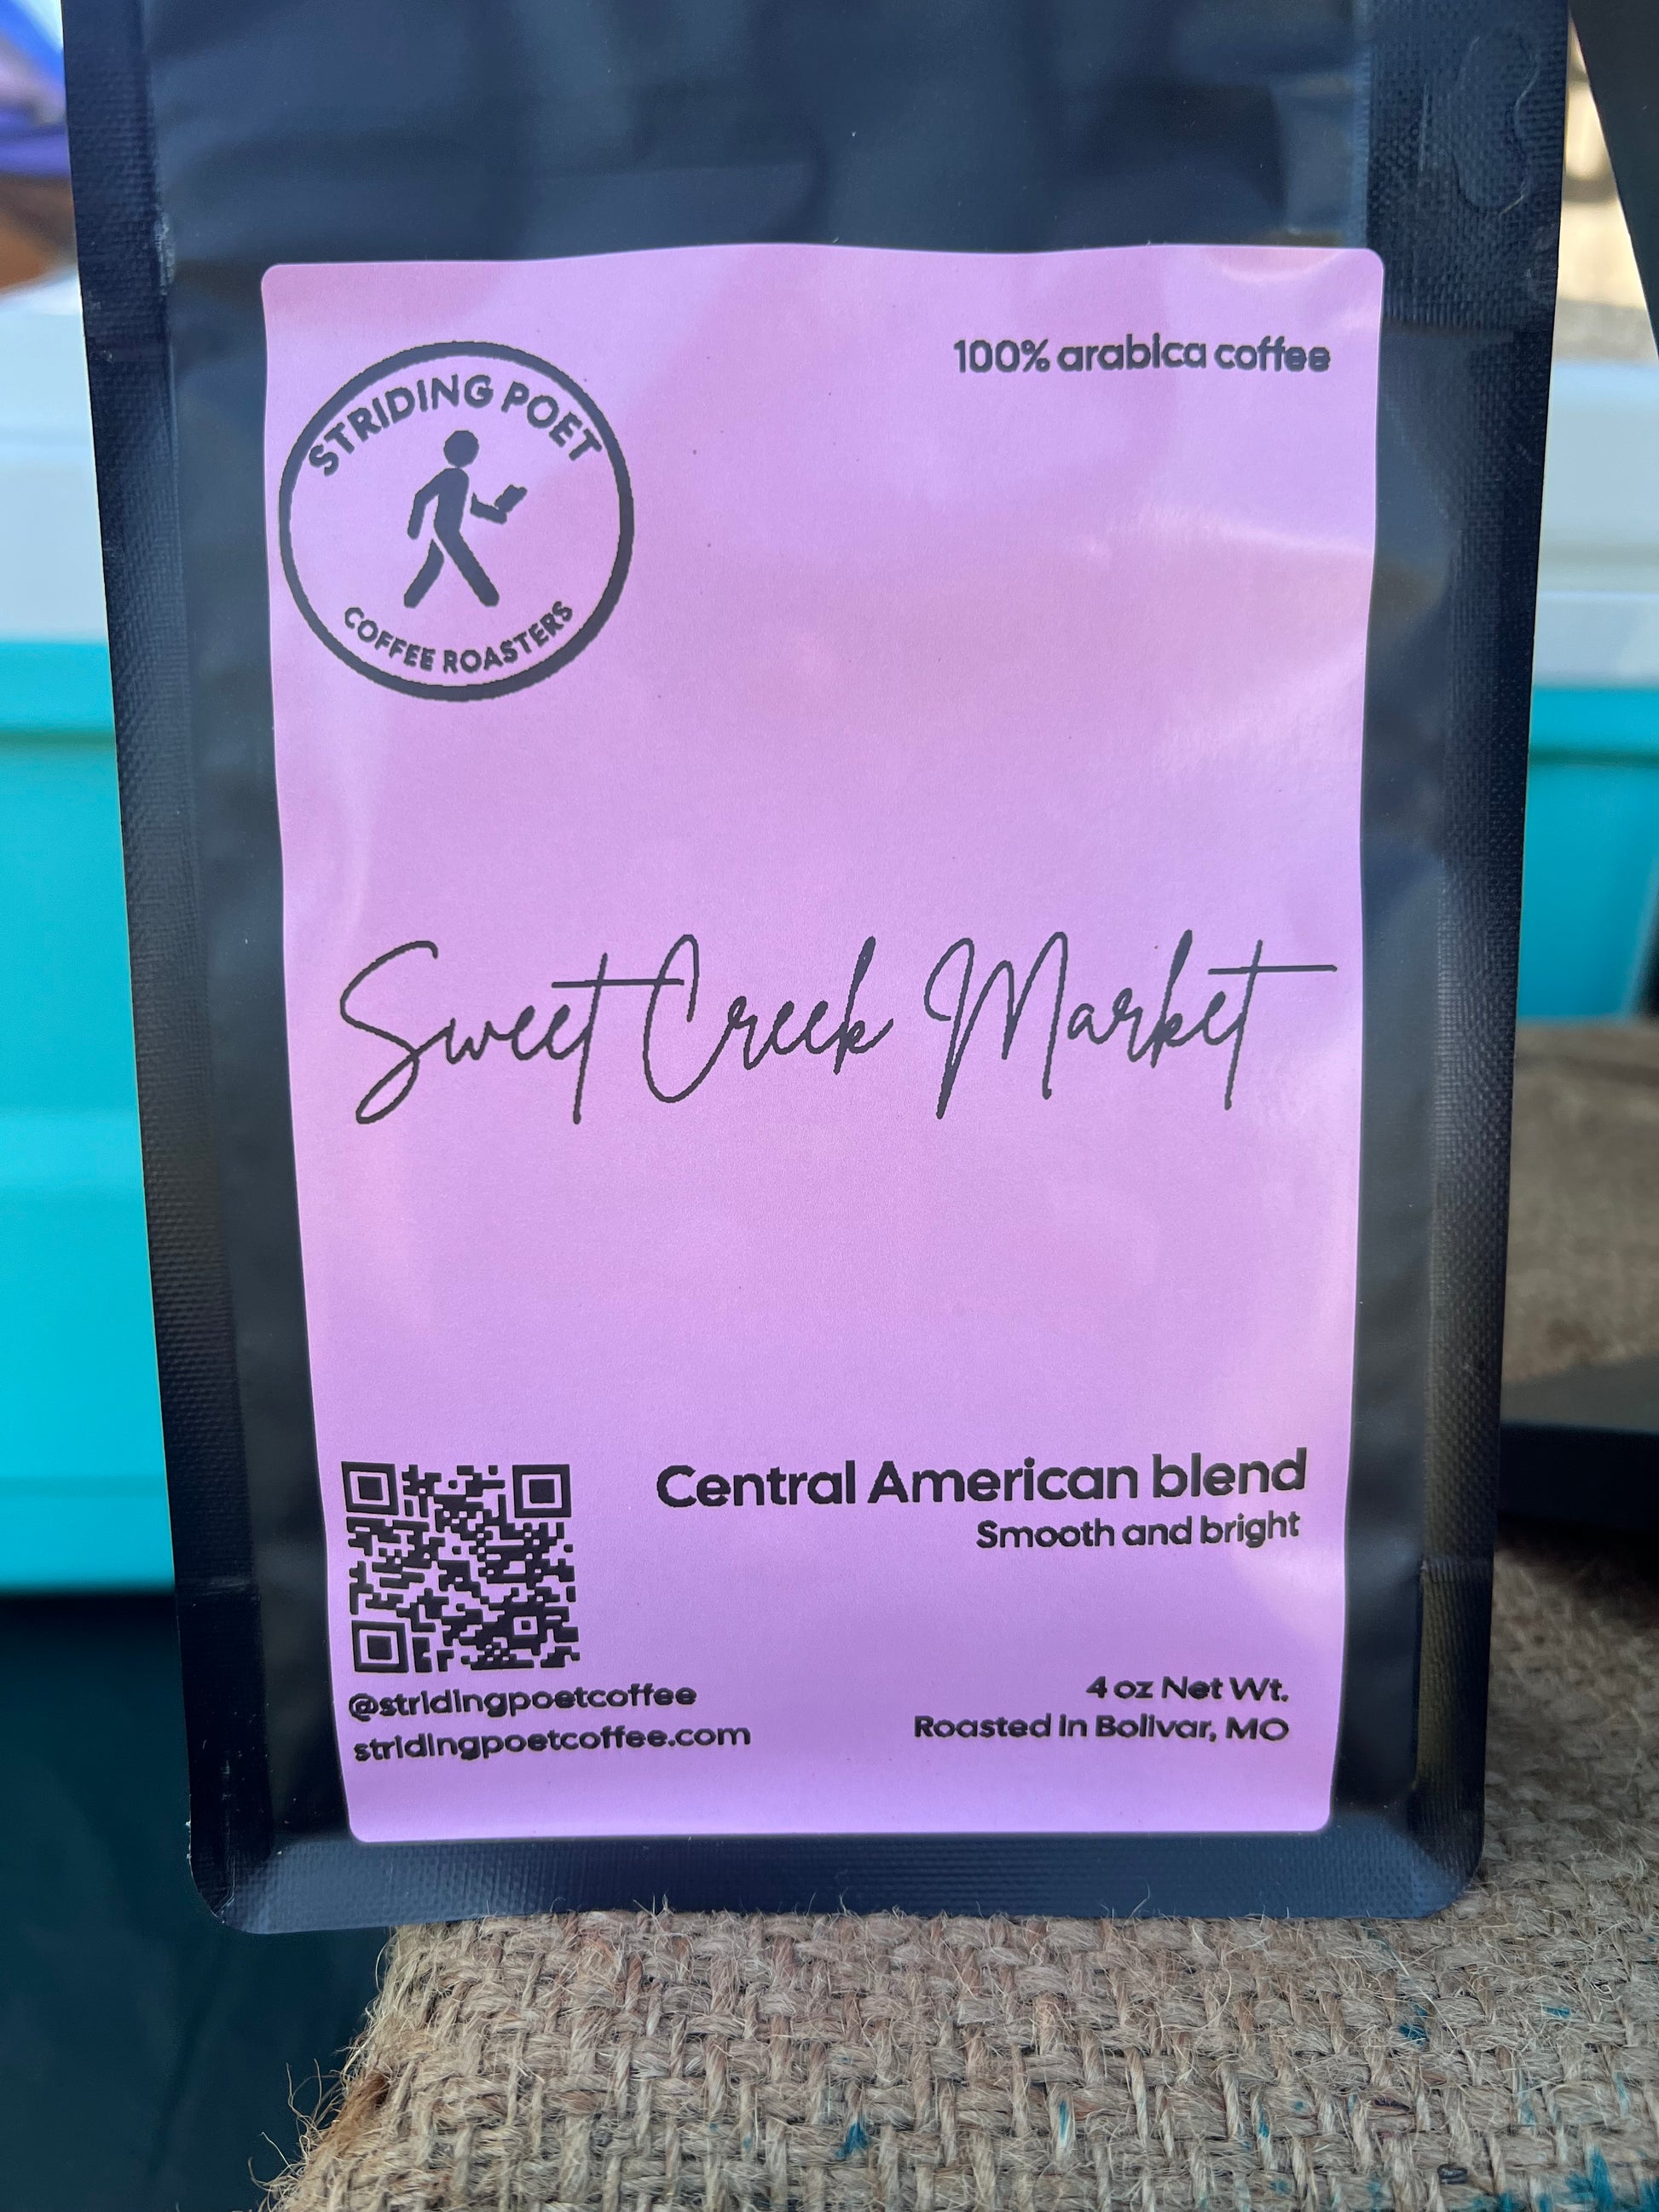 100% arabica coffee
STRIDING POET
COFFEE ROASTERS
Sweet Creek Market
Central American blend
Smooth and bright
@stridingpoetcoffee
stridingpoetcoffee.com
4 oz Net Wt.
Roasted in Bolivar, MO